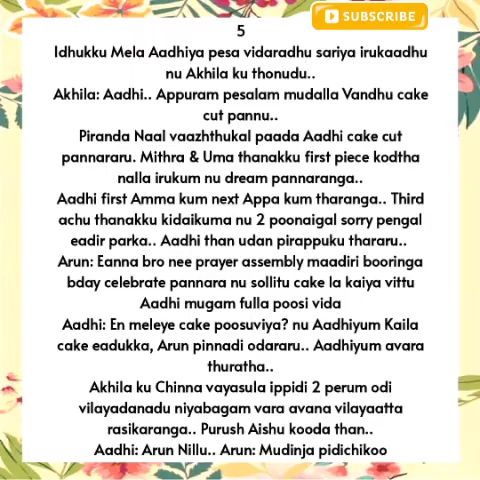 SUBSCRIBE
5
Idhukku Mela Aadhiya pesa vidaradhu sariya irukaadhu
nu Akhila ku thonudu..
Akhila: Aadhi.. Appuram pesalam mudalla Vandhu cake
cut pannu..
Piranda Naal vaazhthukal paada Aadhi cake cut
pannararu. Mithra & Uma thanakku first piece kodtha
nalla irukum nu dream pannaranga..
Aadhi first Amma kum next Appa kum tharanga.. Third
achu thanakku kidaikuma nu 2 poonaigal sorry pengal
eadir parka.. Aadhi than udan pirappuku thararu..
Arun: Eanna bro nee prayer assembly maadiri booringa
bday celebrate pannara nu sollitu cake la kaiya vittu
Aadhi mugam fulla poosi vida
Aadhi: En meleye cake poosuviya? nu Aadhiyum Kaila
cake eadukka, Arun pinnadi odararu.. Aadhiyum avara
thuratha..
Akhila ku Chinna vayasula ippidi 2 perum odi
vilayadanadu niyabagam vara avana vilayaatta
rasikaranga.. Purush Aishu kooda than..
Aadhi: Arun Nillu.. Arun: Mudinja pidichikoo